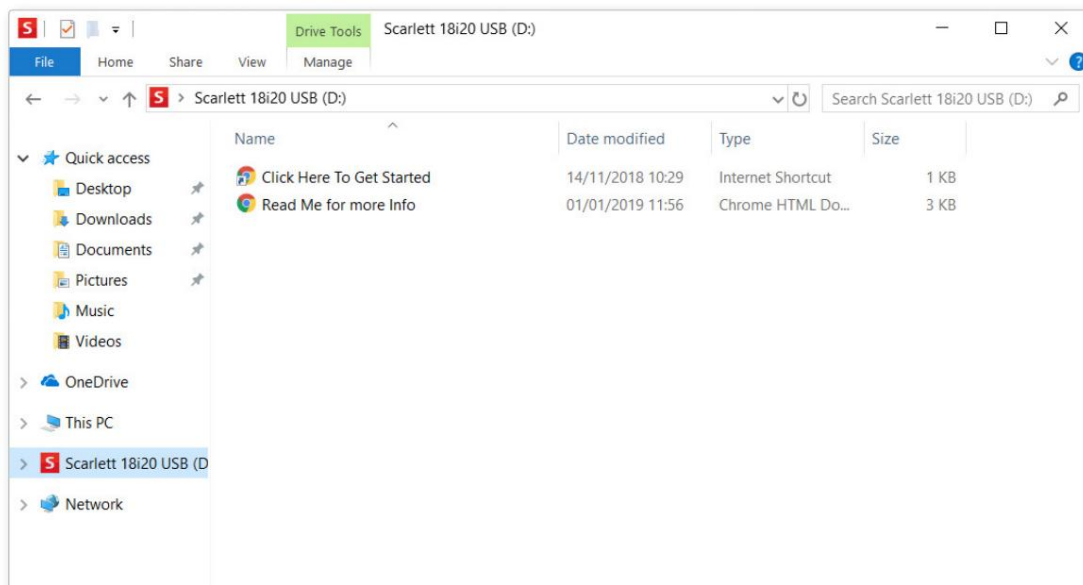 S
Drive Tools Scarlett 18i20 USB (D:)
File Home Share View Manage
?
S > Scarlett 18i20 USB (D:) Search Scarlett 18i20 USB (D:)
Name Date modified Type Size
Quick access
Desktop
Downloads
Documents
Pictures
Music
Videos
OneDrive
This PC
S Scarlett 18i20 USB (D
Network
Click Here To Get Started 14/11/2018 10:29 Internet Shortcut 1 KB
Read Me for more Info 01/01/2019 11:56 Chrome HTML Do... 3 KB